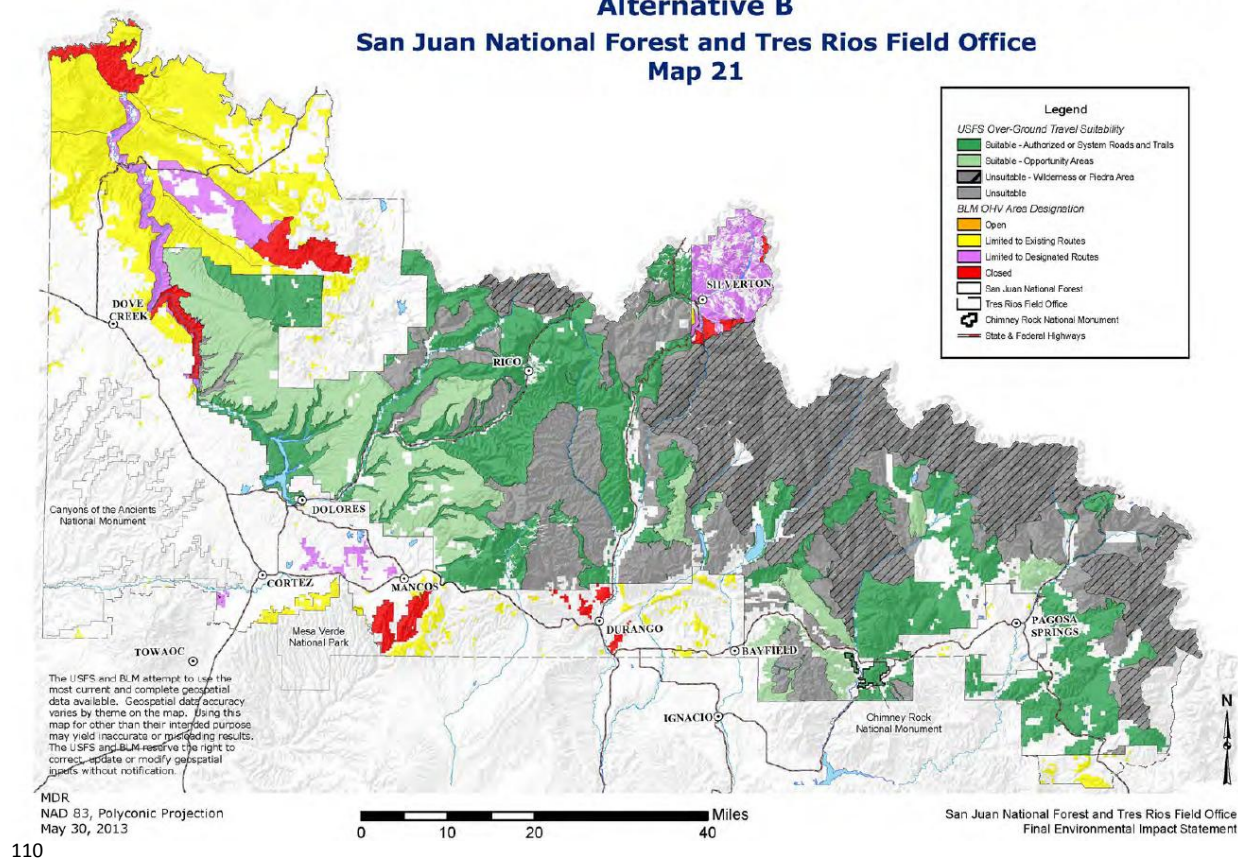 Alternative B
San Juan National Forest and Tres Rios Field Office
Map 21
Legend
USFS Over-Ground Travel Suitability
Suitable - Authorized or System Roads and Trails
Suitable - Opportunity Areas
Unsuitable - Wilderness or Piedra Area
Unsuitable
BLM OHV Area Designation
Open
Limited to Existing Routes
Limited to Designated Routes
Closed
San Juan National Forest
Tres Rios Field Office
Chimney Rock National Monument
State & Federal Highways
SILVERTON
DOVE
CREEK
RICO
Canyons of the Ancients
National Monument
DOLORES
CORTEZ
MANCOS
Mesa Verde
National Park
DURANGO
PAGOSA
SPRINGS
TOWAOC
BAYFIELD
IGNACIO
Chimney Rock
National Monument
The USFS and BLM attempt to use the
most current and complete geospatial
data available. Geospatial data accuracy
varies by theme on the map. Using this
map for other than their intended purpose
may yield inaccurate or misleading results.
The USFS and BLM reserve the right to
correct, update or modify geospatial
inputs without notification.
N
MDR
NAD 83, Polyconic Projection
May 30, 2013
Miles
0 10 20 40
San Juan National Forest and Tres Rios Field Office
Final Environmental Impact Statement
110